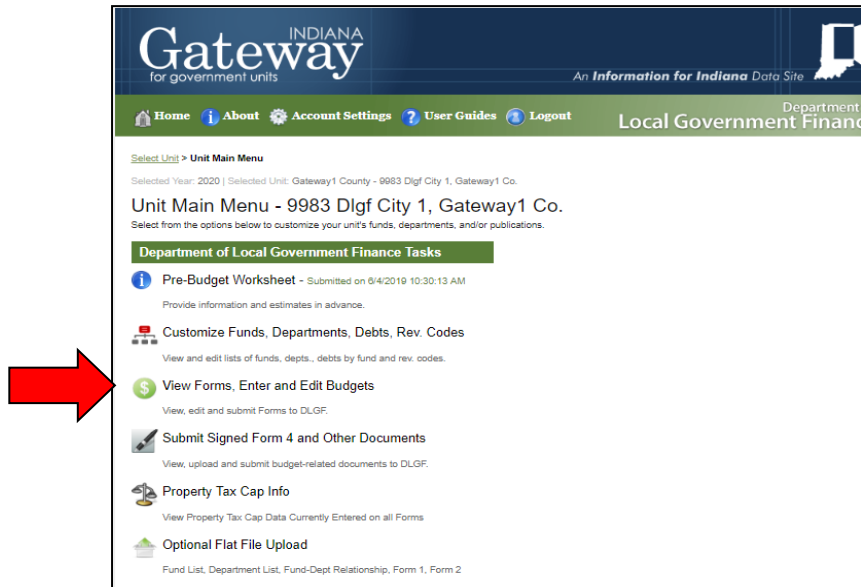 INDIANA
Gateway
for government units
An Information for Indiana Data Site
Home About Account Settings User Guides Logout
Department
Local Government Financ
Select Unit > Unit Main Menu
Selected Year: 2020 | Selected Unit: Gateway1 County - 9983 Dlgf City 1, Gateway1 Co.
Unit Main Menu - 9983 Dlgf City 1, Gateway1 Co.
Select from the options below to customize your unit's funds, departments, and/or publications.
Department of Local Government Finance Tasks
Pre-Budget Worksheet - Submitted on 6/4/2019 10:30:13 AM
Provide information and estimates in advance.
Customize Funds, Departments, Debts, Rev. Codes
View and edit lists of funds, depts., debts by fund and rev. codes.
View Forms, Enter and Edit Budgets
View, edit and submit Forms to DLGF.
Submit Signed Form 4 and Other Documents
View, upload and submit budget-related documents to DLGF.
Property Tax Cap Info
View Property Tax Cap Data Currently Entered on all Forms
Optional Flat File Upload
Fund List, Department List, Fund-Dept Relationship, Form 1, Form 2